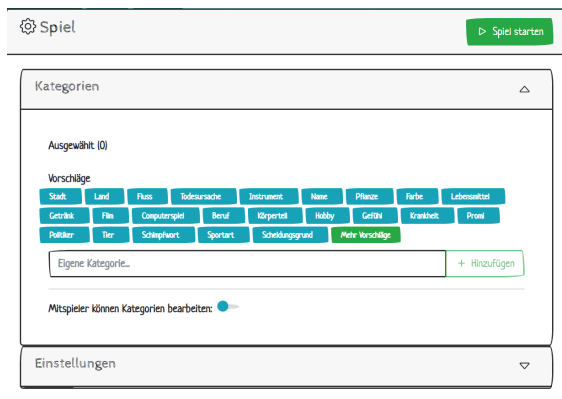 Spiel
Spiel starten
Kategorien
Ausgewählt (0)
Vorschläge
Stadt Land Fluss Todesursache Instrument Name Pflanze Farbe Lebensmittel
Getränk Film Computerspiel Beruf Körperteil Hobby Gefühl Krankheit Promi
Politiker Tier Schimpfwort Sportart Scheidungsgrund Mehr Vorschläge
Eigene Kategorie... + Hinzufügen
Mitspieler können Kategorien bearbeiten:
Einstellungen